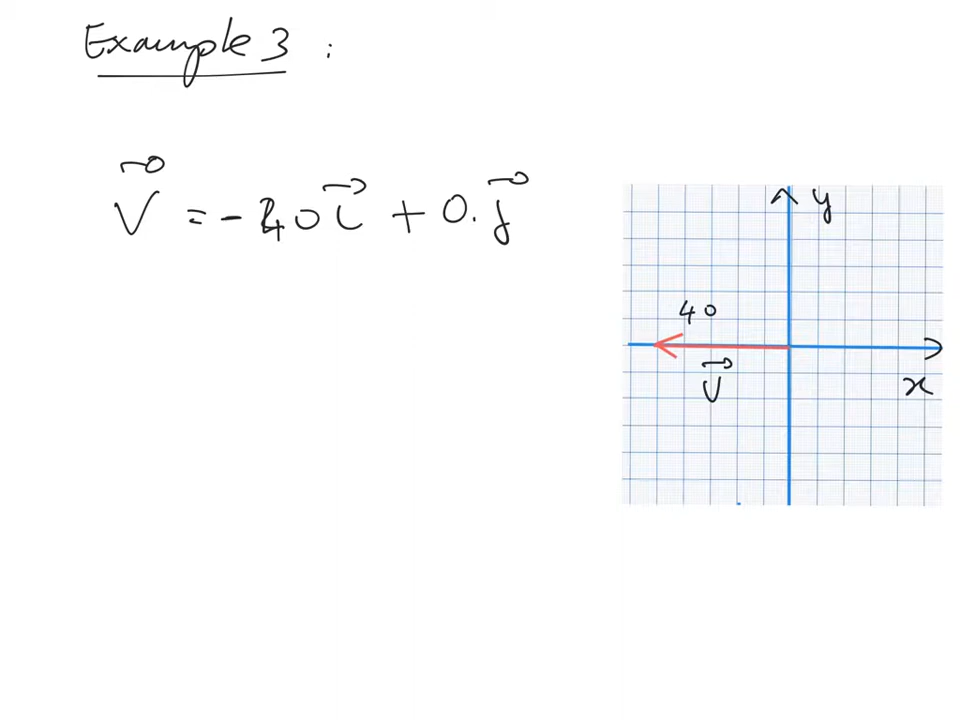 Example 3 :
V⃗ = - 40 i⃗ + 0. j⃗
y
40
V⃗
x